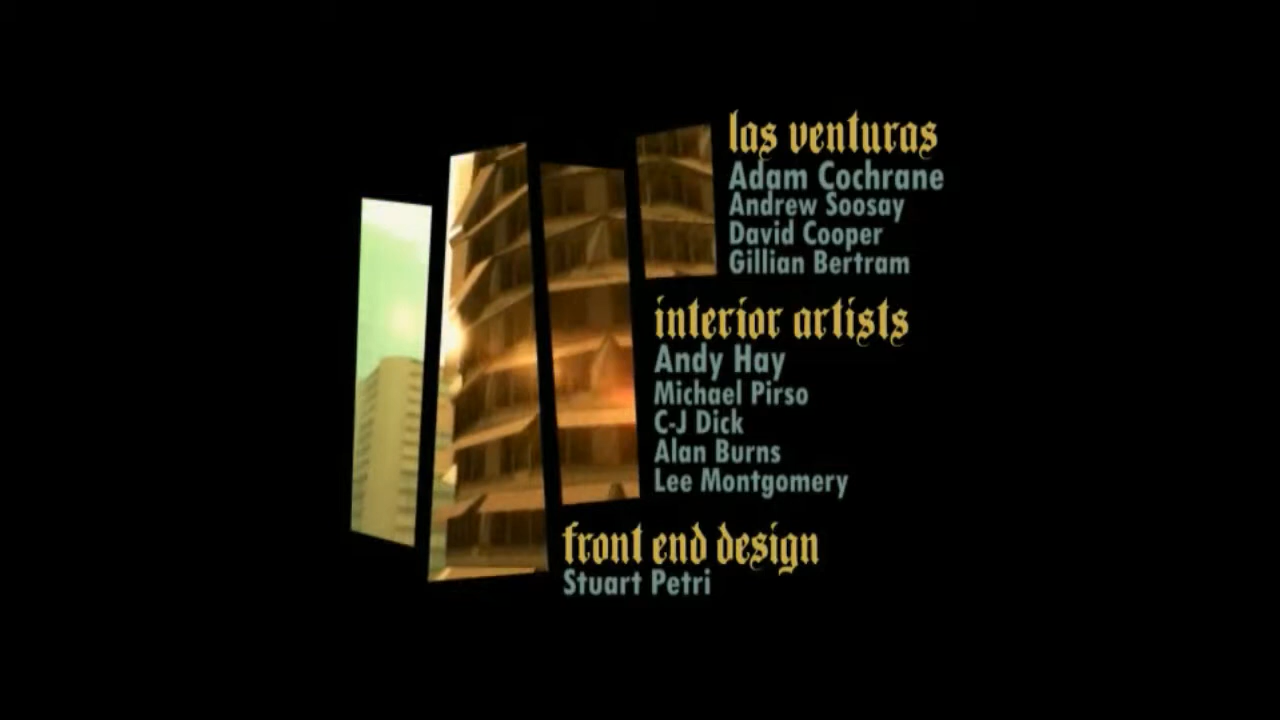 las venturas
Adam Cochrane
Andrew Soosay
David Cooper
Gillian Bertram
interior artists
Andy Hay
Michael Pirso
C-J Dick
Alan Burns
Lee Montgomery
front end design
Stuart Petri